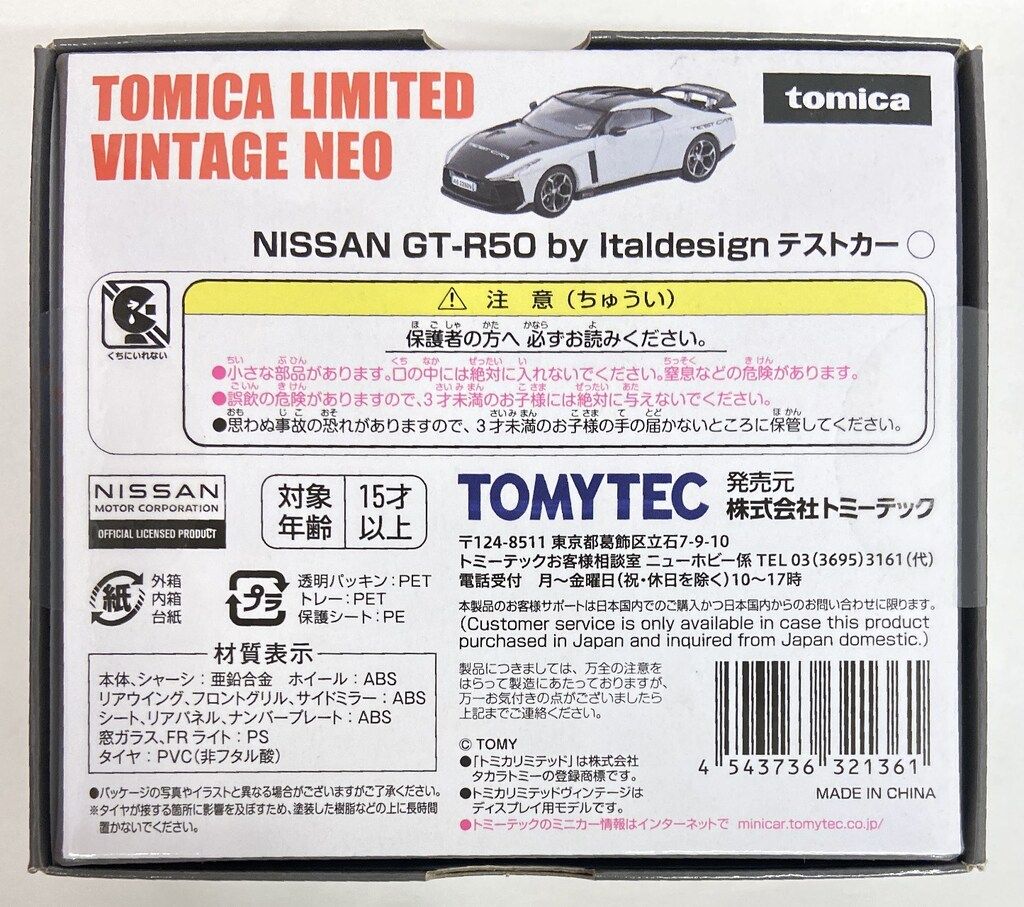 TOMICA LIMITED
VINTAGE NEO
tomica
TEST CAR
TEST CAR
NISSAN GT-R50 by Italdesign テストカー○
くちにいれない
⚠ 注 意 (ちゅうい)
保護者の方へ 必ずお読みください。
●小さな部品があります。口の中には絶対に入れないでください。窒息などの危険があります。
●誤飲の危険がありますので、3才未満のお子様には絶対に与えないでください。
●思わぬ事故の恐れがありますので、3才未満のお子様の手の届かないところに保管してください。
NISSAN
MOTOR CORPORATION
OFFICIAL LICENSED PRODUCT
対象年齢 15才以上
紙 外箱
内箱
台紙
プラ 透明パッキン:PET
トレー:PET
保護シート:PE
材質表示
本体、シャーシ:亜鉛合金 ホイール:ABS
リアウイング、フロントグリル、サイドミラー:ABS
シート、リアパネル、ナンバープレート:ABS
窓ガラス、FRライト:PS
タイヤ:PVC(非フタル酸)
●パッケージの写真やイラストと異なる場合がございますがご了承ください。
※タイヤが接する箇所に影響を及ぼすため、塗装した樹脂などの上に長時間
置かないでください。
TOMYTEC 発売元
株式会社トミーテック
〒124-8511 東京都葛飾区立石7-9-10
トミーテックお客様相談室 ニューホビー係 TEL 03(3695)3161(代)
電話受付 月〜金曜日(祝・休日を除く)10〜17時
本製品のお客様サポートは日本国内でのご購入かつ日本国内からのお問い合わせに限ります。
(Customer service is only available in case this product
purchased in Japan and inquired from Japan domestic.)
製品につきましては、万全の注意を
はらって製造にあたっておりますが、
万一お気付きの点がございましたら
上記までご連絡ください。
© TOMY
●「トミカリミテッド」は株式会社
タカラトミーの登録商標です。
●トミカリミテッドヴィンテージは
ディスプレイ用モデルです。
●トミーテックのミニカー情報はインターネットで minicar.tomytec.co.jp/
4 543736 321361
MADE IN CHINA